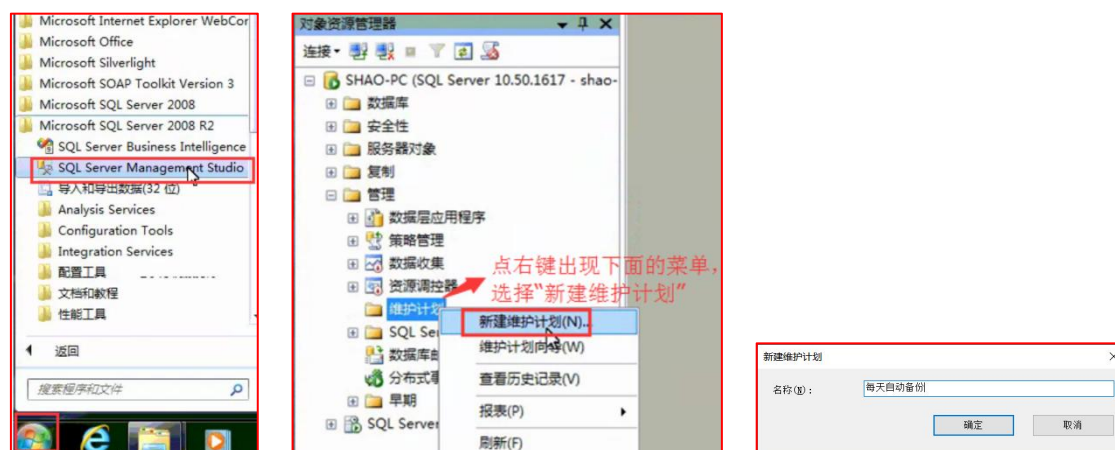 Microsoft Internet Explorer WebCor
Microsoft Office
Microsoft Silverlight
Microsoft SOAP Toolkit Version 3
Microsoft SQL Server 2008
Microsoft SQL Server 2008 R2
SQL Server Business Intelligence
SQL Server Management Studio
导入和导出数据(32 位)
Analysis Services
Configuration Tools
Integration Services
配置工具
文档和教程
性能工具
返回
搜索程序和文件
对象资源管理器
连接
SHAO-PC (SQL Server 10.50.1617 - shao-
数据库
安全性
服务器对象
复制
管理
数据层应用程序
策略管理
数据收集
资源调控器
维护计划
SQL Ser
数据库邮
分布式事
早期
SQL Server
点右键出现下面的菜单，
选择“新建维护计划”
新建维护计划(N)...
维护计划向导(W)
查看历史记录(V)
报表(P)
刷新(F)
新建维护计划
名称(N)：
每天自动备份
确定
取消